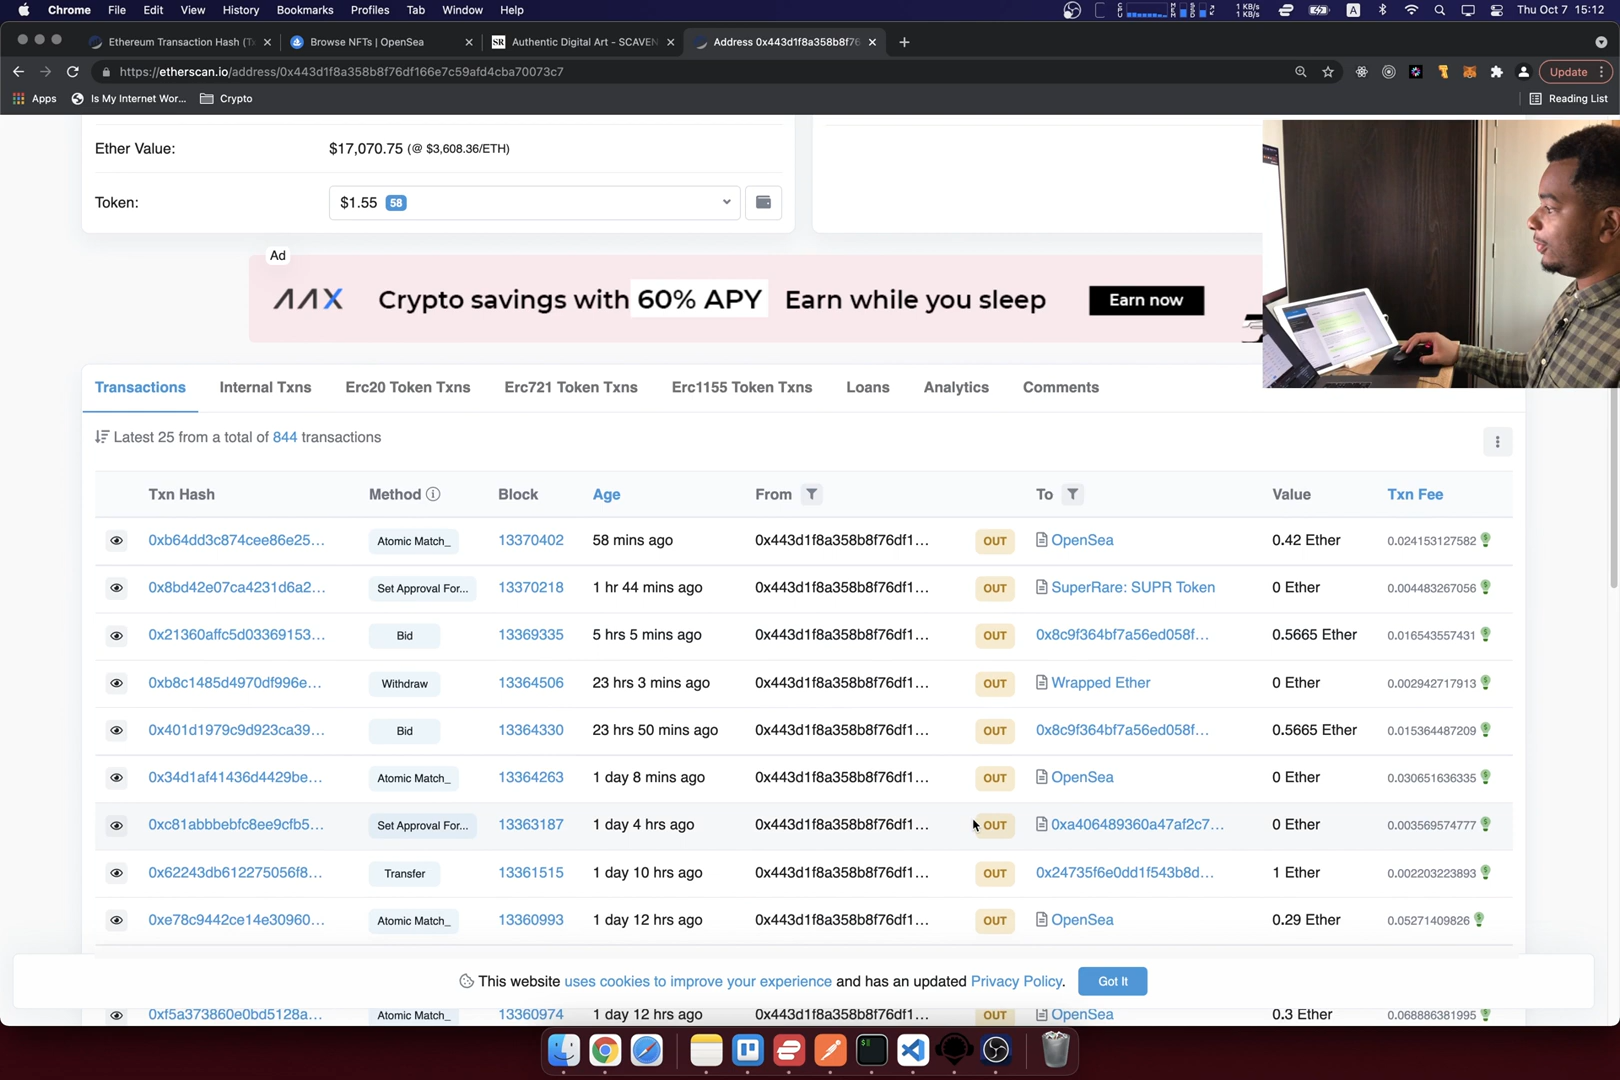 Chrome File Edit View History Bookmarks Profiles Tab Window Help 1 KB/s 1 KB/s A Thu Oct 7 15:12
Ethereum Transaction Hash (Tx Browse NFTs | OpenSea SR Authentic Digital Art - SCAVEN Address 0x443d1f8a358b8f76
https://etherscan.io/address/0x443d1f8a358b8f76df166e7c59afd4cba70073c7 Update
Apps Is My Internet Wor... Crypto Reading List
Ether Value: $17,070.75 (@ $3,608.36/ETH)
Token: $1.55 58
Ad
AAX Crypto savings with 60% APY Earn while you sleep Earn now
Transactions Internal Txns Erc20 Token Txns Erc721 Token Txns Erc1155 Token Txns Loans Analytics Comments
Latest 25 from a total of 844 transactions
Txn Hash Method Block Age From To Value Txn Fee
0xb64dd3c874cee86e25... Atomic Match_ 13370402 58 mins ago 0x443d1f8a358b8f76df1... OUT OpenSea 0.42 Ether 0.024153127582
0x8bd42e07ca4231d6a2... Set Approval For... 13370218 1 hr 44 mins ago 0x443d1f8a358b8f76df1... OUT SuperRare: SUPR Token 0 Ether 0.004483267056
0x21360affc5d03369153... Bid 13369335 5 hrs 5 mins ago 0x443d1f8a358b8f76df1... OUT 0x8c9f364bf7a56ed058f... 0.5665 Ether 0.016543557431
0xb8c1485d4970df996e... Withdraw 13364506 23 hrs 3 mins ago 0x443d1f8a358b8f76df1... OUT Wrapped Ether 0 Ether 0.002942717913
0x401d1979c9d923ca39... Bid 13364330 23 hrs 50 mins ago 0x443d1f8a358b8f76df1... OUT 0x8c9f364bf7a56ed058f... 0.5665 Ether 0.015364487209
0x34d1af41436d4429be... Atomic Match_ 13364263 1 day 8 mins ago 0x443d1f8a358b8f76df1... OUT OpenSea 0 Ether 0.030651636335
0xc81abbbebfc8ee9cfb5... Set Approval For... 13363187 1 day 4 hrs ago 0x443d1f8a358b8f76df1... OUT 0xa406489360a47af2c7... 0 Ether 0.003569574777
0x62243db612275056f8... Transfer 13361515 1 day 10 hrs ago 0x443d1f8a358b8f76df1... OUT 0x24735f6e0dd1f543b8d... 1 Ether 0.002203223893
0xe78c9442ce14e30960... Atomic Match_ 13360993 1 day 12 hrs ago 0x443d1f8a358b8f76df1... OUT OpenSea 0.29 Ether 0.05271409826
This website uses cookies to improve your experience and has an updated Privacy Policy. Got It
0xf5a373860e0bd5128a... Atomic Match_ 13360974 1 day 12 hrs ago 0x443d1f8a358b8f76df1... OUT OpenSea 0.3 Ether 0.068886381995